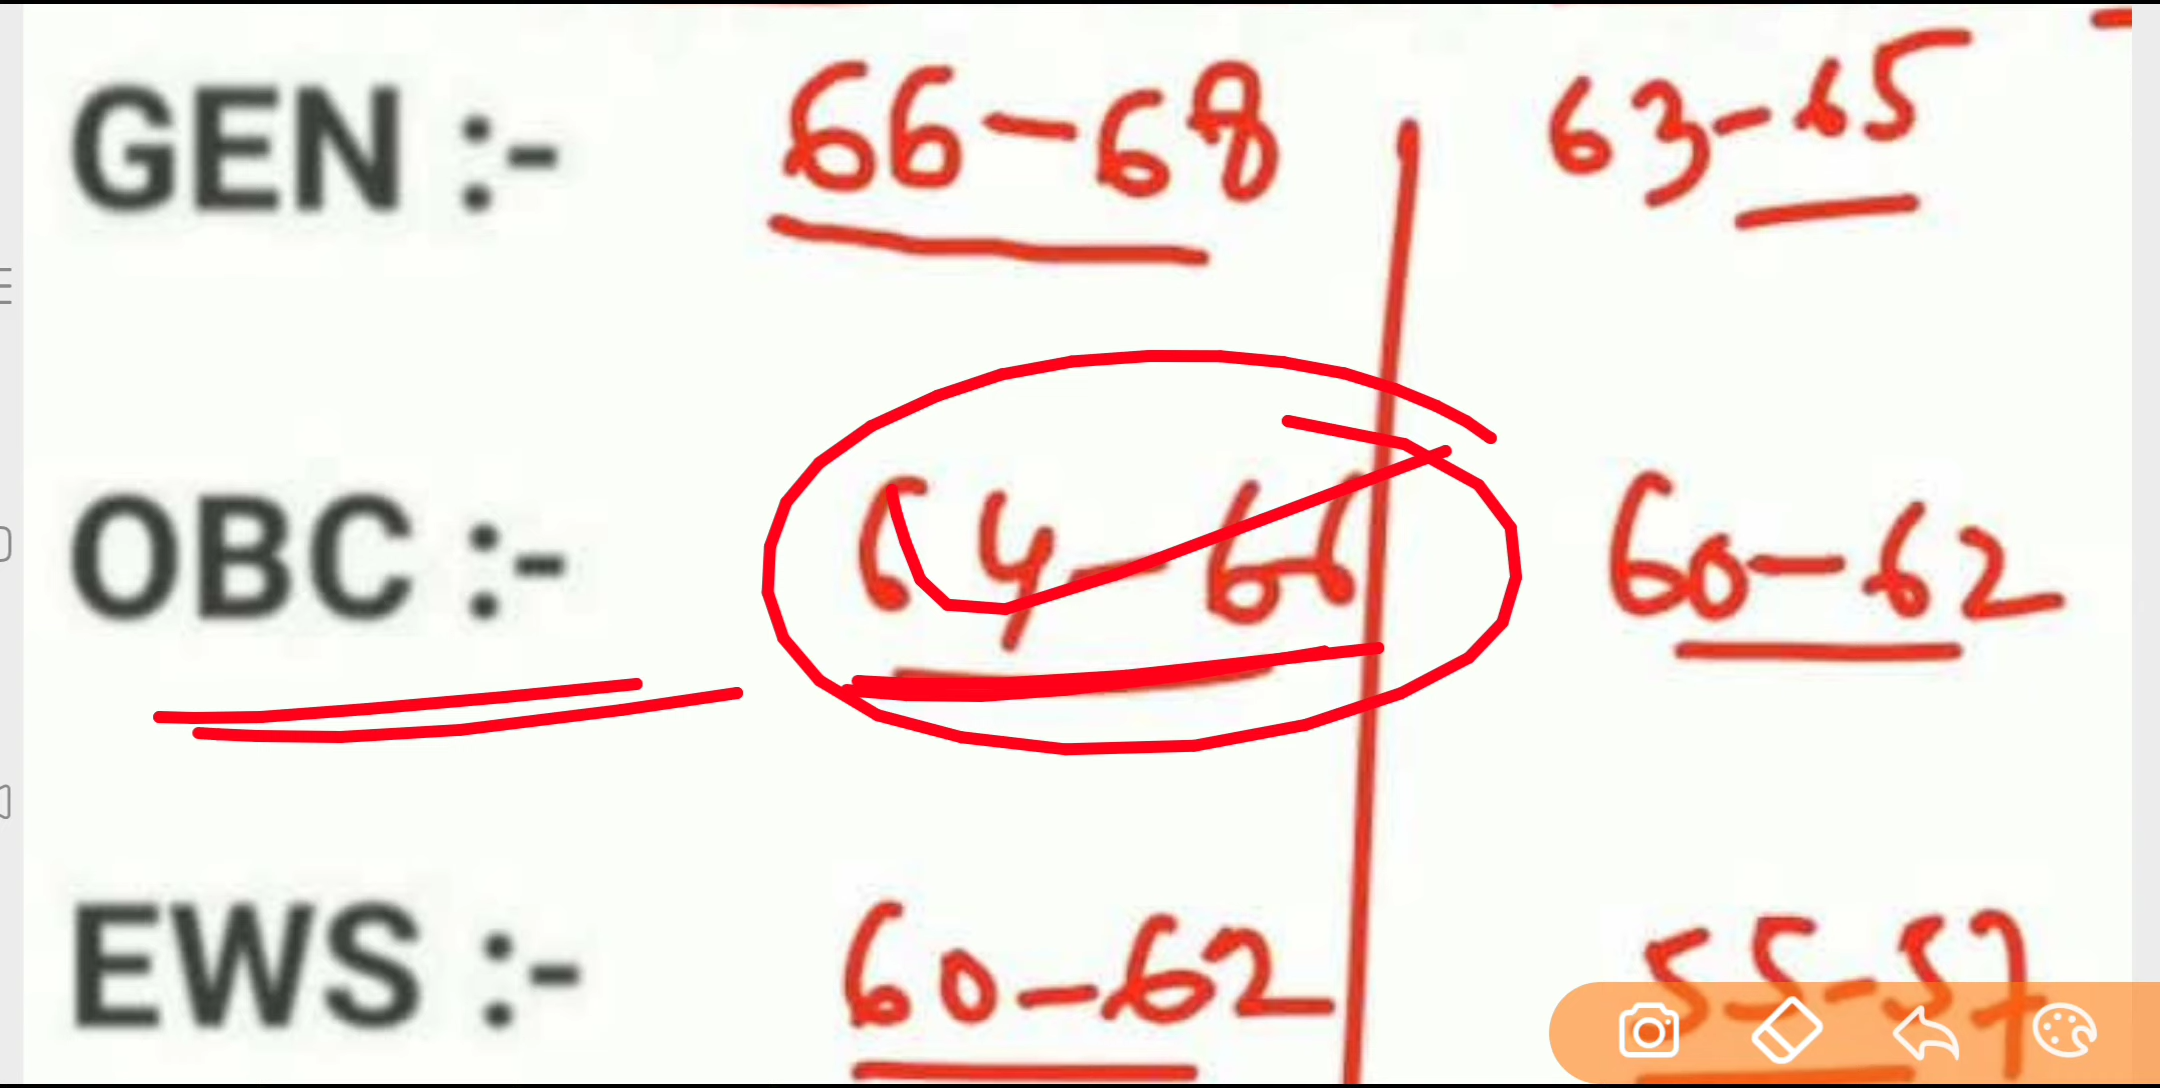 GEN :- 66-68 63-65
OBC :- 64-66 60-62
EWS :- 60-62 55-57